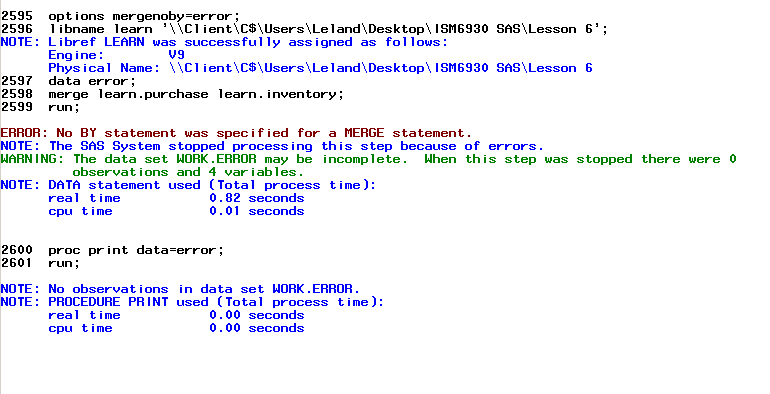 2595  options mergenoby=error;
2596  libname learn '\\Client\C$\Users\Leland\Desktop\ISM6930 SAS\Lesson 6';
NOTE: Libref LEARN was successfully assigned as follows:
      Engine:        V9
      Physical Name: \\Client\C$\Users\Leland\Desktop\ISM6930 SAS\Lesson 6
2597  data error;
2598  merge learn.purchase learn.inventory;
2599  run;

ERROR: No BY statement was specified for a MERGE statement.
NOTE: The SAS System stopped processing this step because of errors.
WARNING: The data set WORK.ERROR may be incomplete.  When this step was stopped there were 0
         observations and 4 variables.
NOTE: DATA statement used (Total process time):
      real time           0.82 seconds
      cpu time            0.01 seconds

2600  proc print data=error;
2601  run;

NOTE: No observations in data set WORK.ERROR.
NOTE: PROCEDURE PRINT used (Total process time):
      real time           0.00 seconds
      cpu time            0.00 seconds